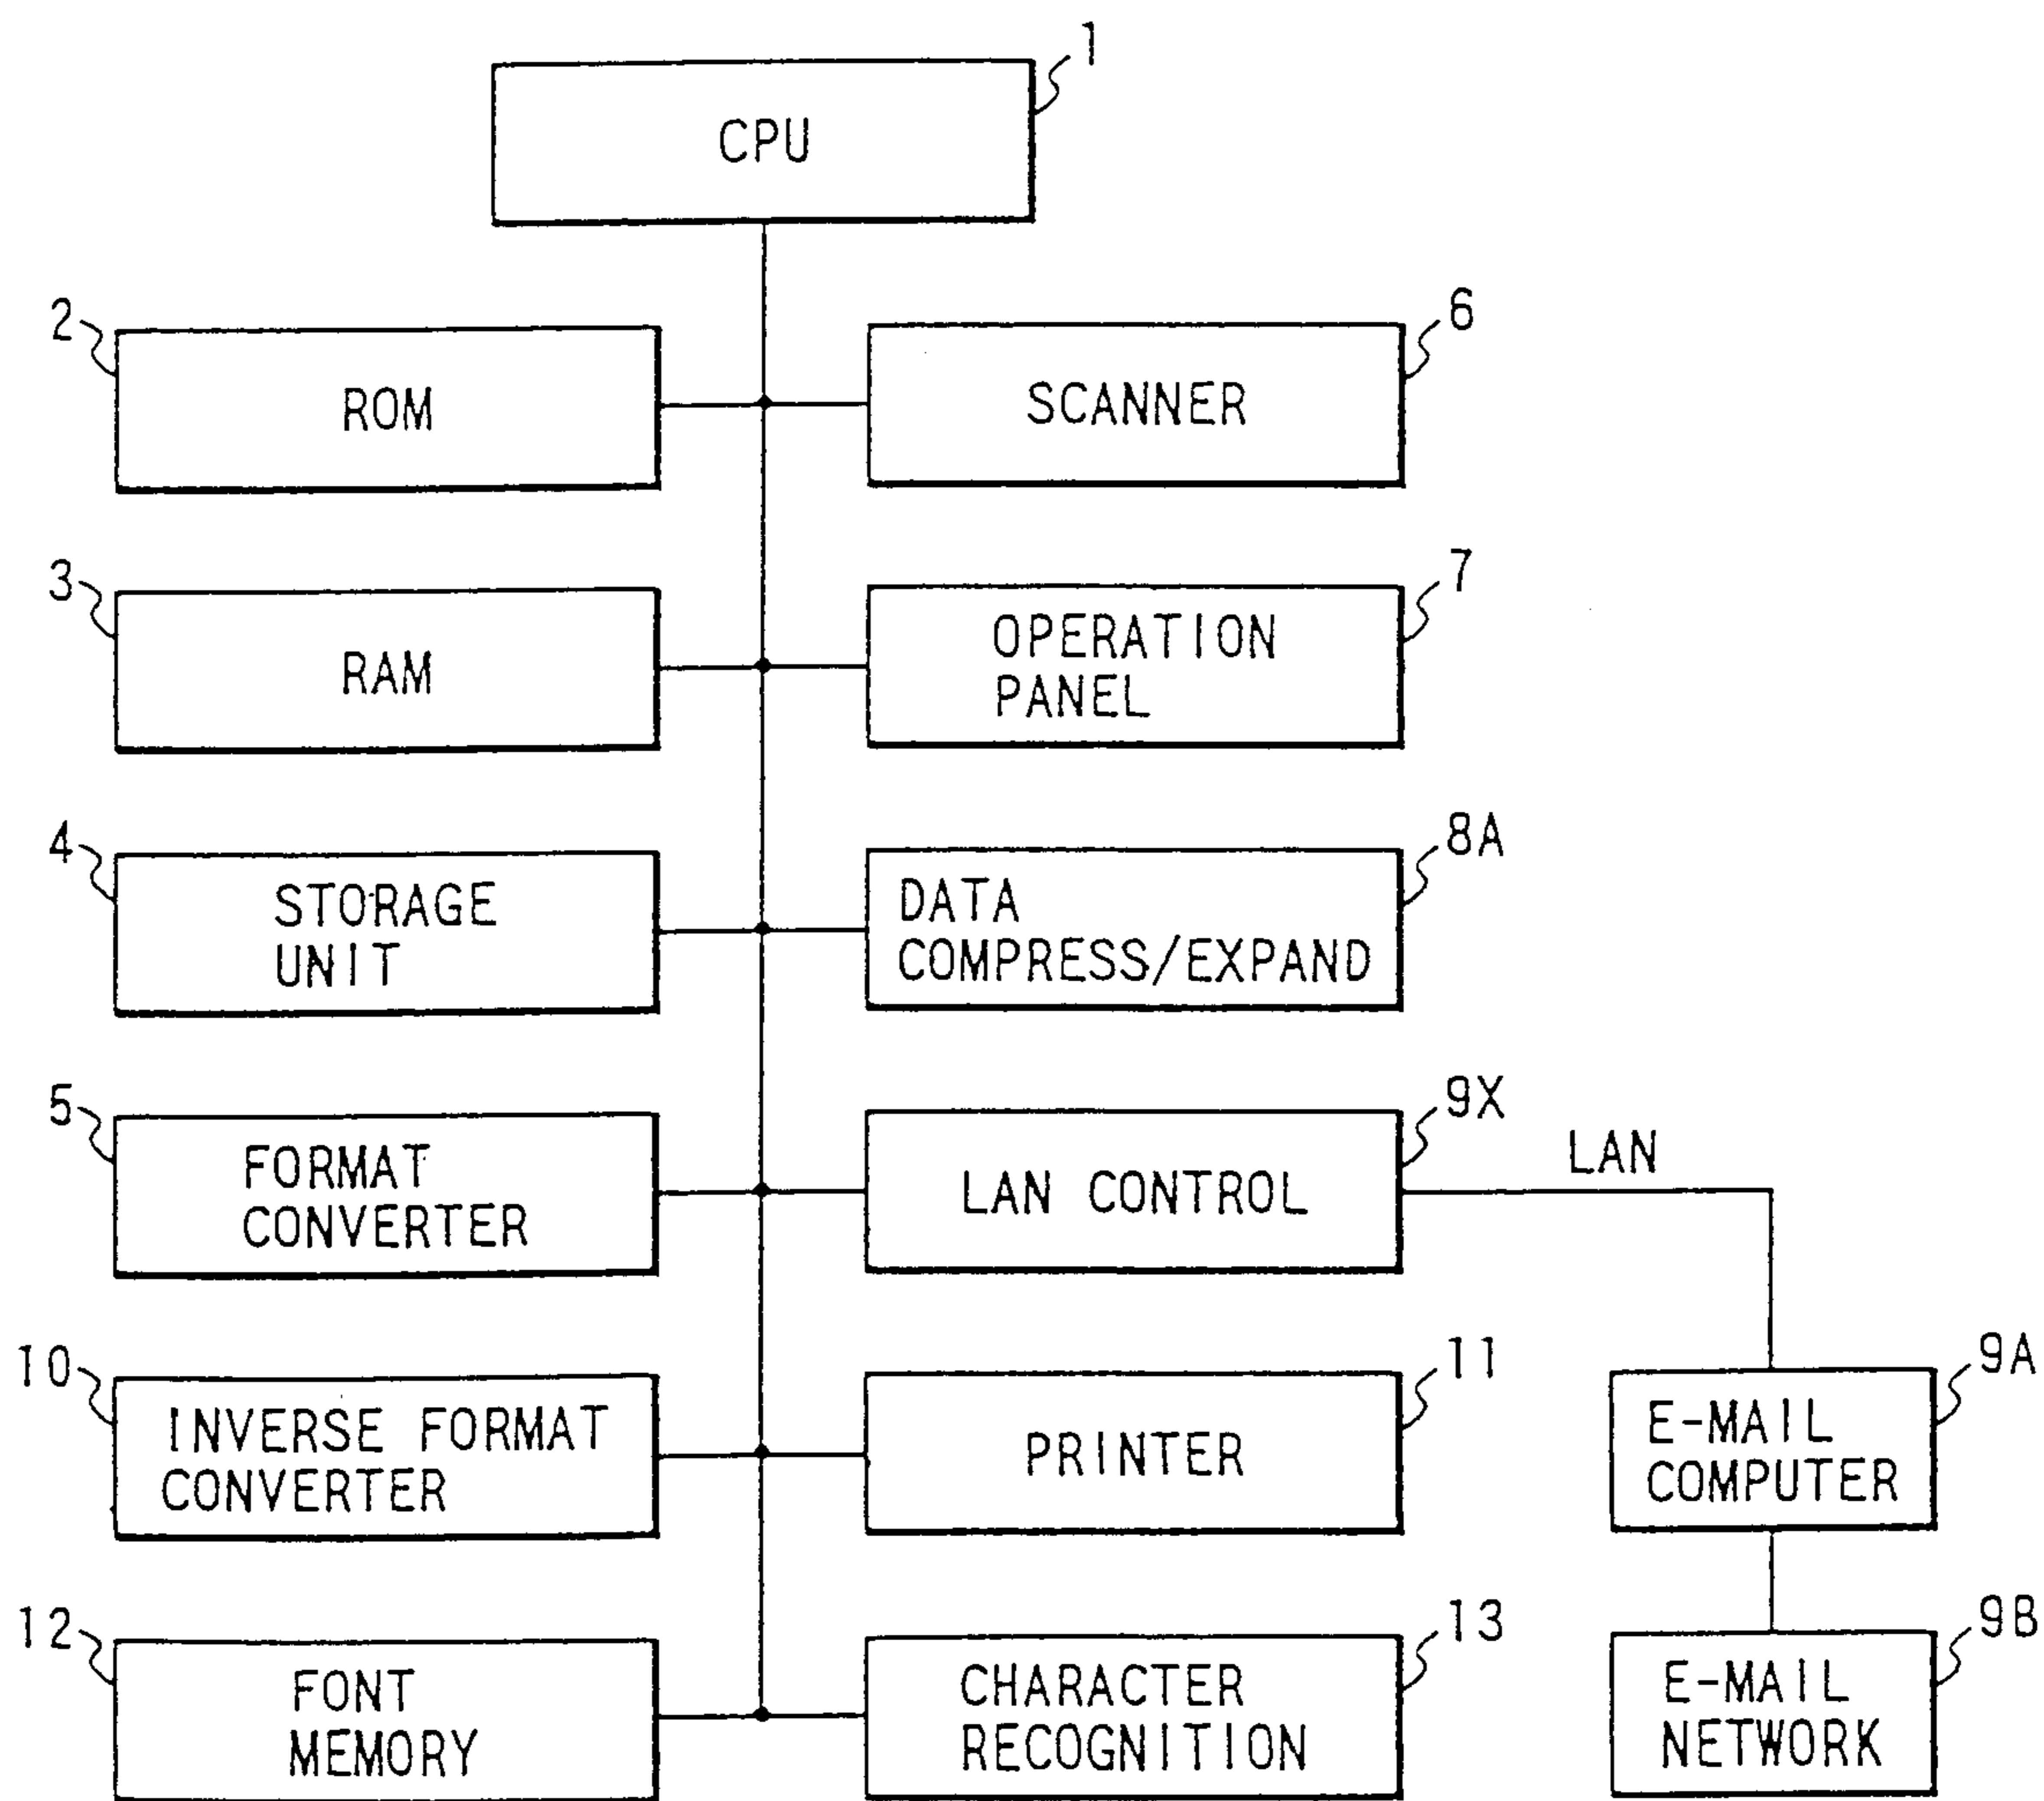 1
CPU
2
ROM
6
SCANNER
3
RAM
7
OPERATION
PANEL
4
STORAGE
UNIT
8A
DATA
COMPRESS/EXPAND
5
FORMAT
CONVERTER
9X
LAN CONTROL
LAN
10
INVERSE FORMAT
CONVERTER
11
PRINTER
9A
E-MAIL
COMPUTER
12
FONT
MEMORY
13
CHARACTER
RECOGNITION
9B
E-MAIL
NETWORK